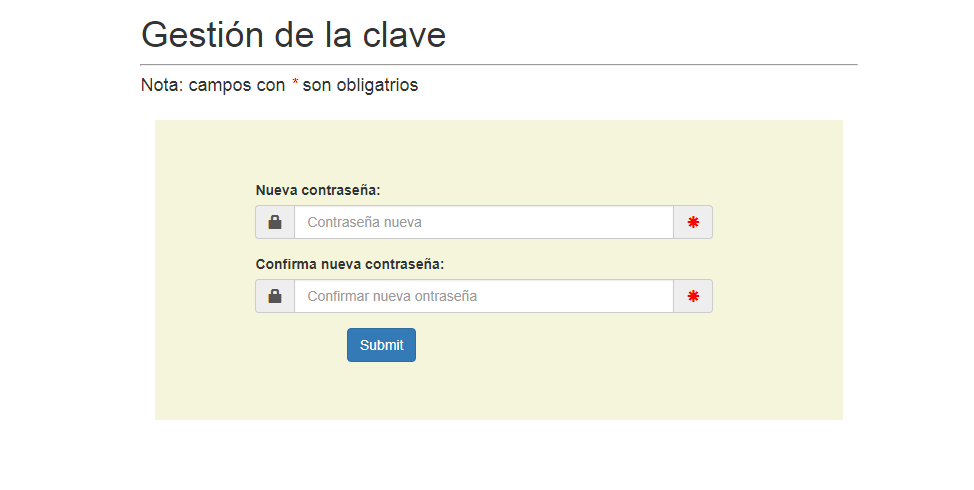 Gestión de la clave
Nota: campos con * son obligatrios
Nueva contraseña:
Contraseña nueva
Confirma nueva contraseña:
Confirmar nueva ontraseña
Submit